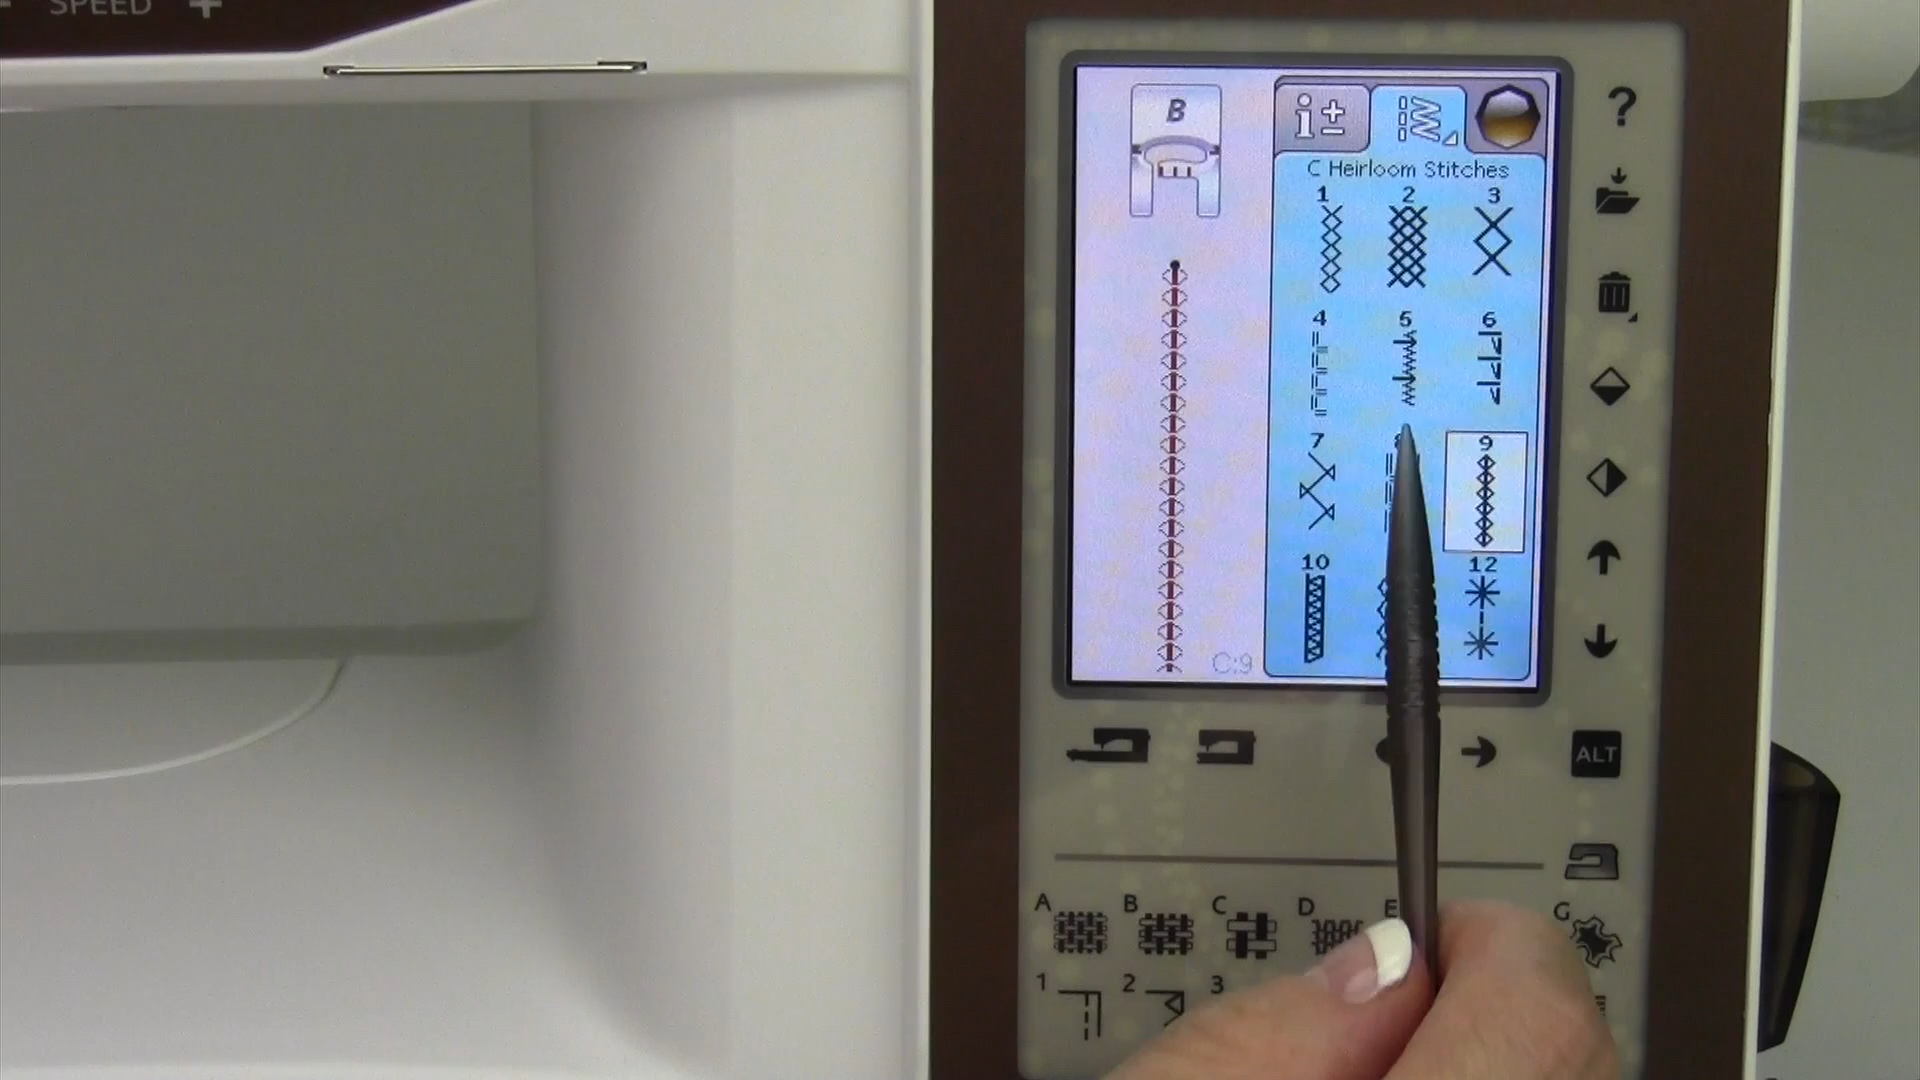 - SPEED +
B
i ±
?
C Heirloom Stitches
1 2 3
4 5 6
7 9
10 12
C:9
ALT
A B C D E G
1 2 3